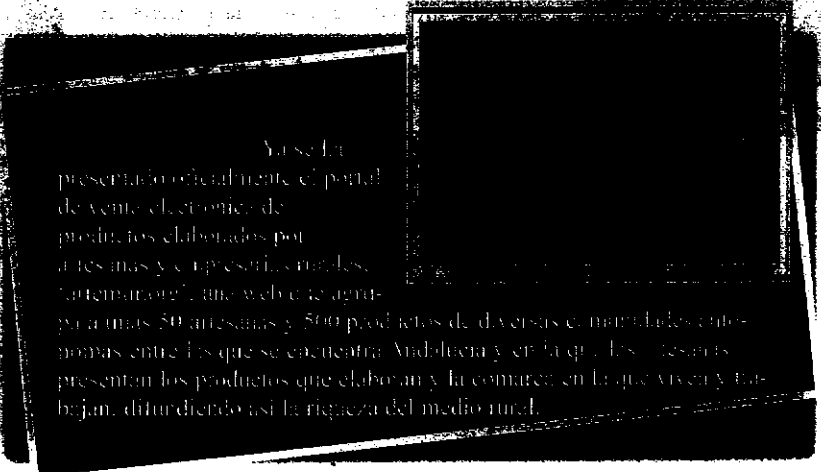 Ya se ha
presentado oficialmente el portal
de venta electrónica de
productos elaborados por
artesanas y empresarias rurales,
una web que agru-
pa a unas 50 artesanas y 500 productos de diversas comunidades autó-
nomas entre las que se encuentra Andalucía y en la que las artesanas
presentan los productos que elaboran y la comarca en la que viven y tra-
bajan, difundiendo así la riqueza del medio rural.